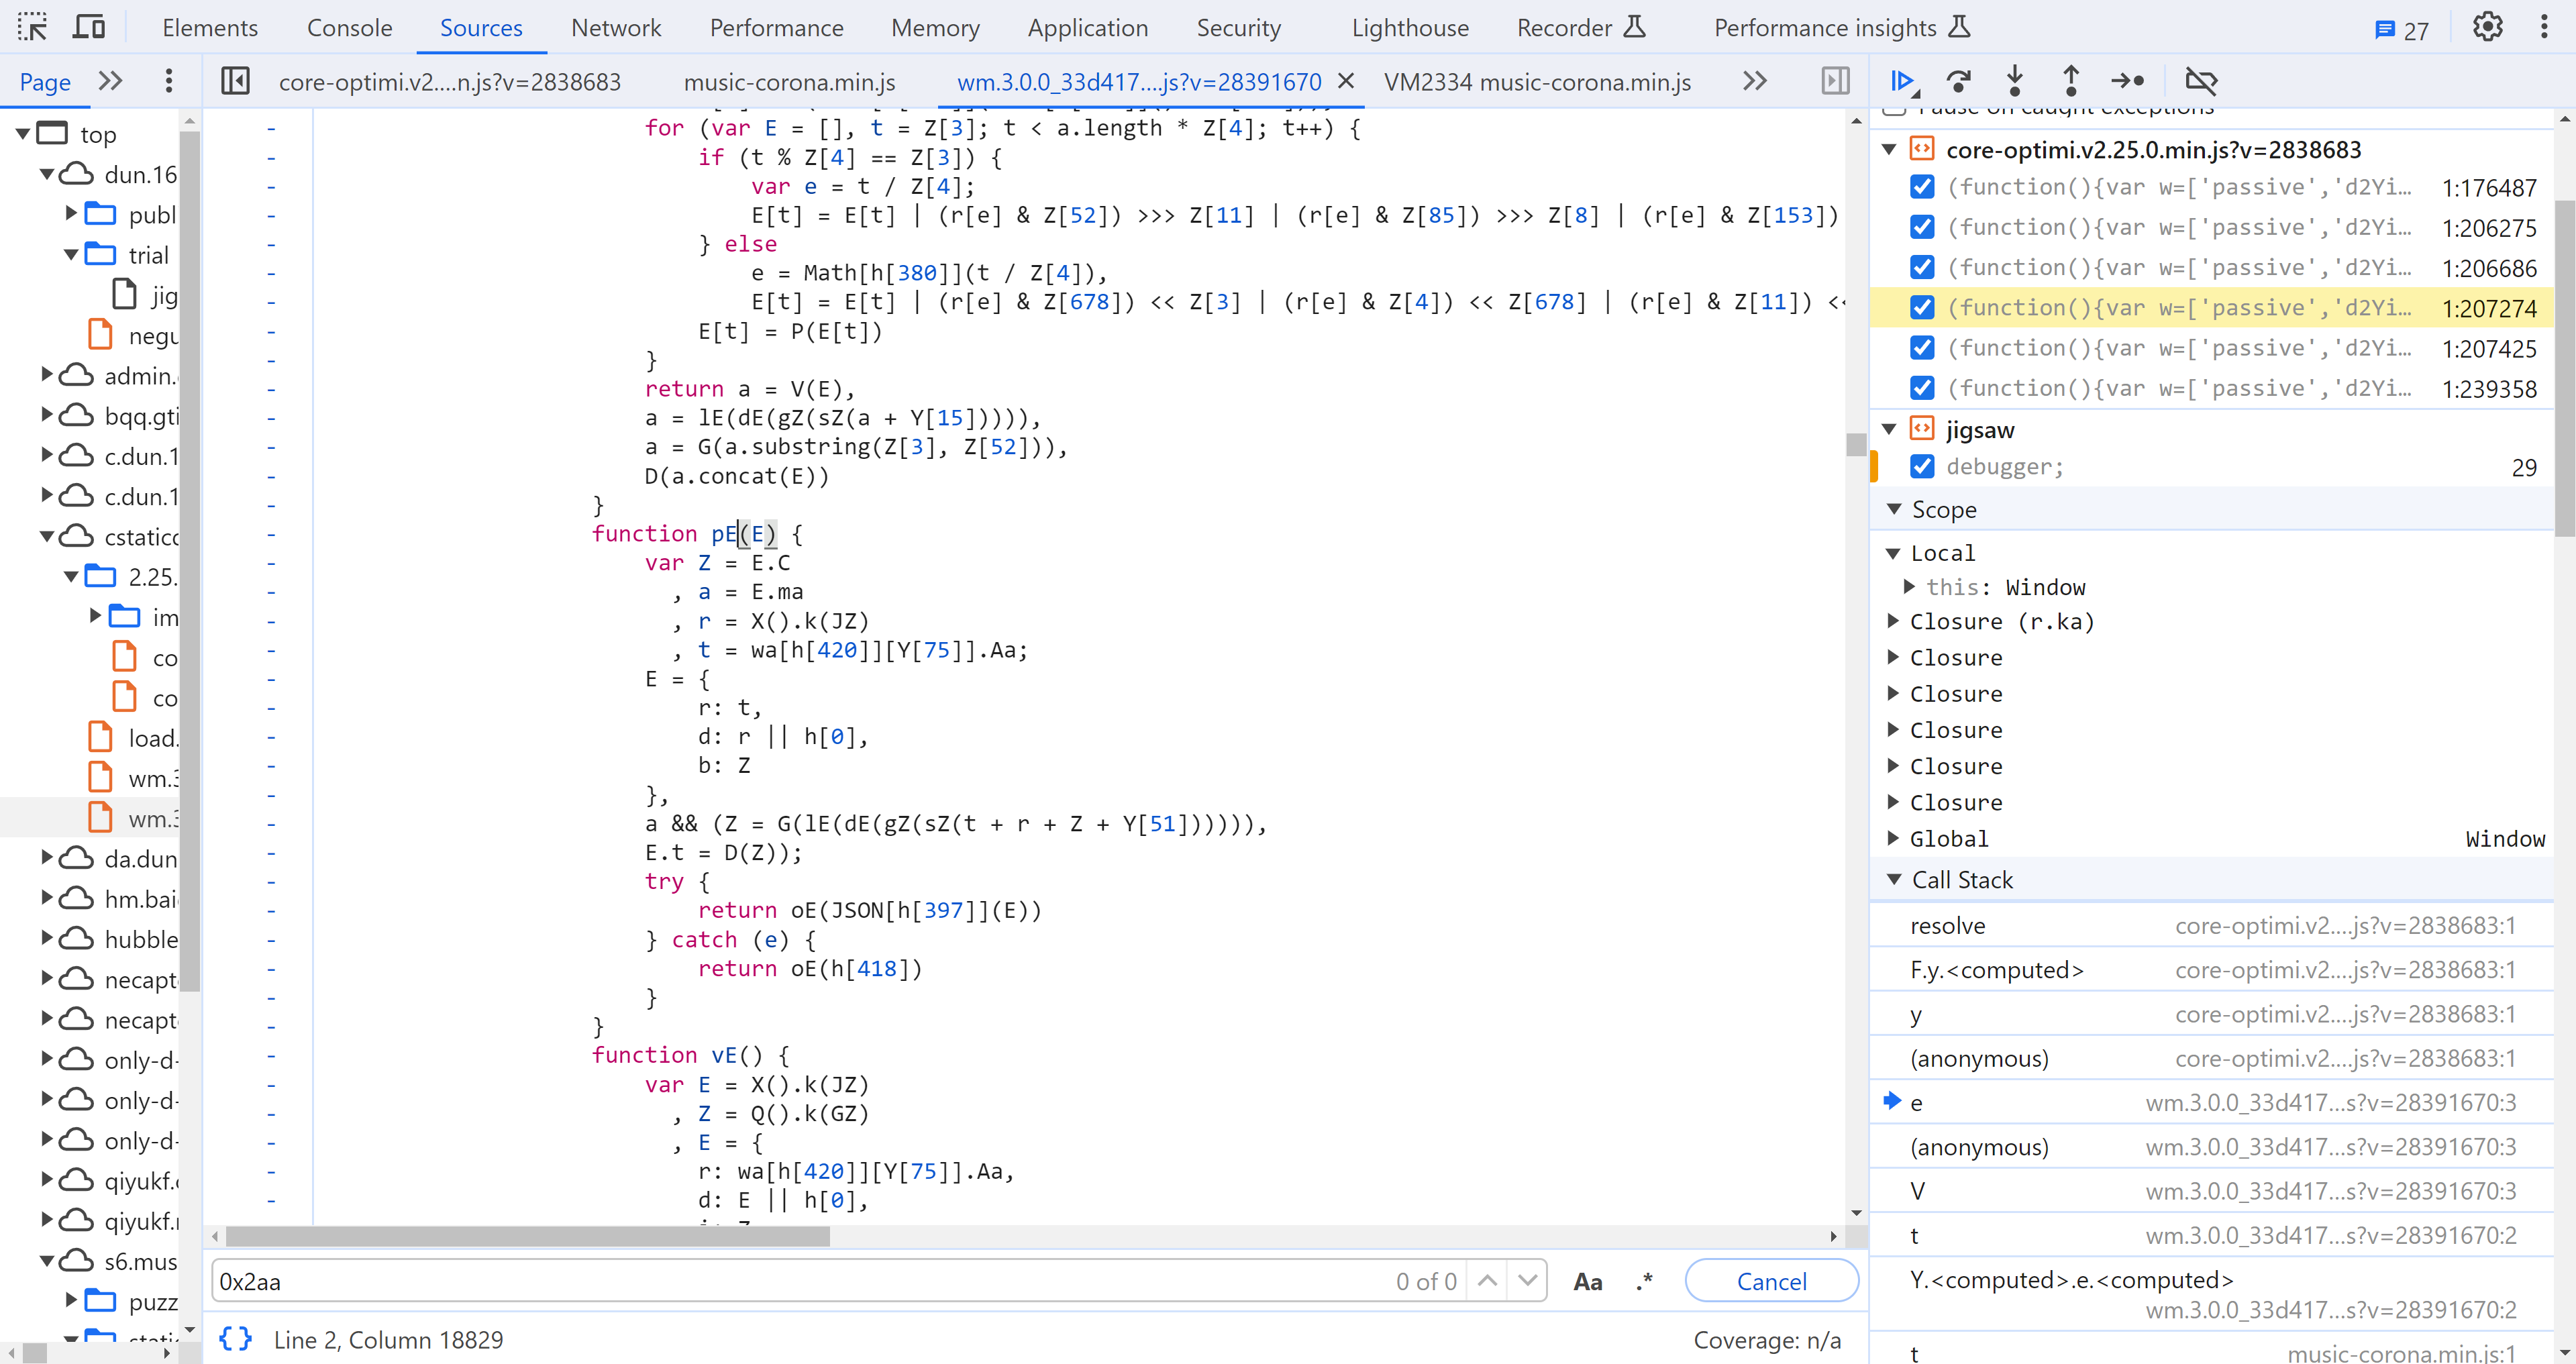 Elements Console Sources Network Performance Memory Application Security Lighthouse Recorder Performance insights 27
Page core-optimi.v2....n.js?v=2838683 music-corona.min.js wm.3.0.0_33d417....js?v=28391670 VM2334 music-corona.min.js
top
dun.16
publ
trial
jig
negu
admin.
bqq.gti
c.dun.1
c.dun.1
cstaticc
2.25.
im
co
co
load.
wm.3
wm.3
da.dun
hm.bai
hubble
necapt
necapt
only-d-
only-d-
only-d-
qiyukf.
qiyukf.
s6.mus
puzz
for (var E = [], t = Z[3]; t < a.length * Z[4]; t++) {
if (t % Z[4] == Z[3]) {
var e = t / Z[4];
E[t] = E[t] | (r[e] & Z[52]) >>> Z[11] | (r[e] & Z[85]) >>> Z[8] | (r[e] & Z[153])
} else
e = Math[h[380]](t / Z[4]),
E[t] = E[t] | (r[e] & Z[678]) << Z[3] | (r[e] & Z[4]) << Z[678] | (r[e] & Z[11]) <<
E[t] = P(E[t])
}
return a = V(E),
a = lE(dE(gZ(sZ(a + Y[15])))),
a = G(a.substring(Z[3], Z[52])),
D(a.concat(E))
}
function pE(E) {
var Z = E.C
, a = E.ma
, r = X().k(JZ)
, t = wa[h[420]][Y[75]].Aa;
E = {
r: t,
d: r || h[0],
b: Z
},
a && (Z = G(lE(dE(gZ(sZ(t + r + Z + Y[51]))))),
E.t = D(Z));
try {
return oE(JSON[h[397]](E))
} catch (e) {
return oE(h[418])
}
}
function vE() {
var E = X().k(JZ)
, Z = Q().k(GZ)
, E = {
r: wa[h[420]][Y[75]].Aa,
d: E || h[0],
0x2aa 0 of 0 Aa .* Cancel
{} Line 2, Column 18829 Coverage: n/a
Pause on caught exceptions
core-optimi.v2.25.0.min.js?v=2838683
(function(){var w=['passive','d2Yi… 1:176487
(function(){var w=['passive','d2Yi… 1:206275
(function(){var w=['passive','d2Yi… 1:206686
(function(){var w=['passive','d2Yi… 1:207274
(function(){var w=['passive','d2Yi… 1:207425
(function(){var w=['passive','d2Yi… 1:239358
jigsaw
debugger; 29
Scope
Local
this: Window
Closure (r.ka)
Closure
Closure
Closure
Closure
Closure
Global Window
Call Stack
resolve core-optimi.v2....js?v=2838683:1
F.y.<computed> core-optimi.v2....js?v=2838683:1
y core-optimi.v2....js?v=2838683:1
(anonymous) core-optimi.v2....js?v=2838683:1
e wm.3.0.0_33d417...s?v=28391670:3
(anonymous) wm.3.0.0_33d417...s?v=28391670:3
V wm.3.0.0_33d417...s?v=28391670:3
t wm.3.0.0_33d417...s?v=28391670:2
Y.<computed>.e.<computed>
wm.3.0.0_33d417...s?v=28391670:2
t music-corona.min.js:1